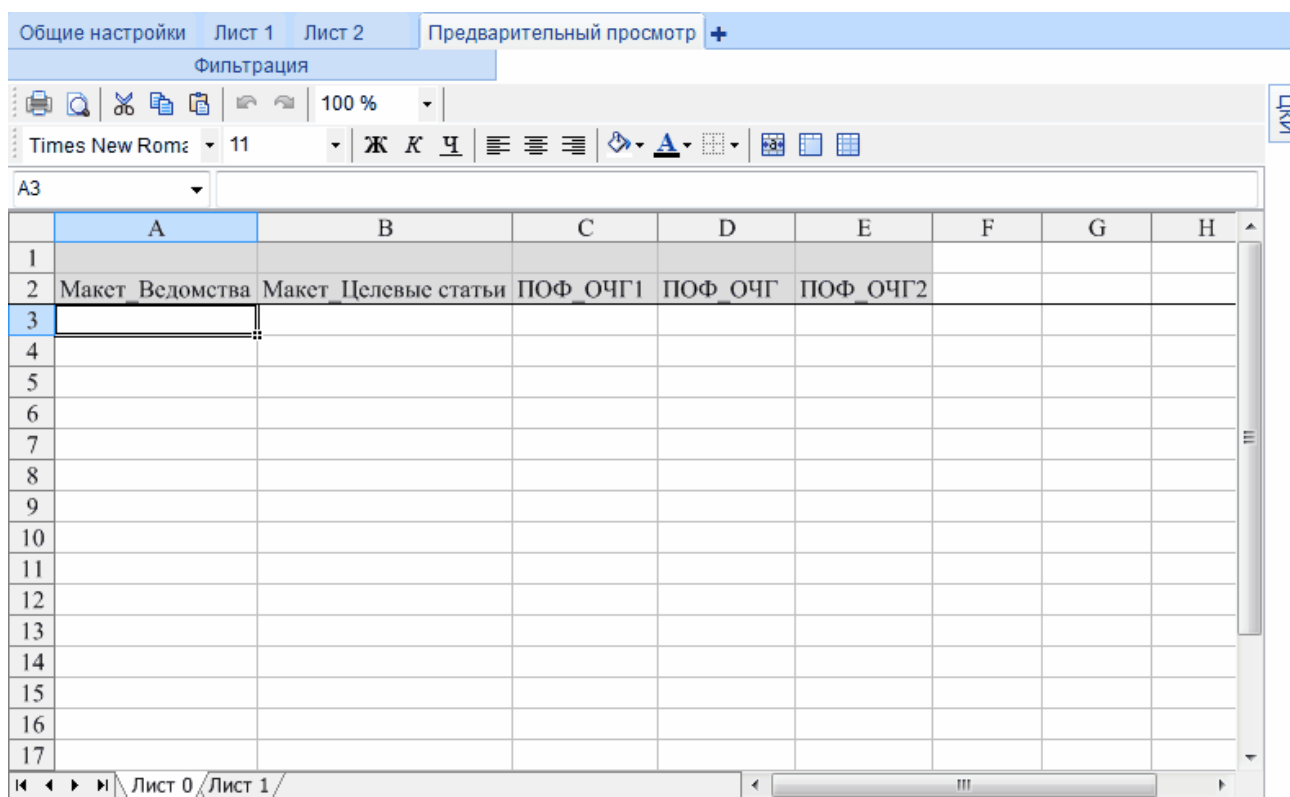 Общие настройки Лист 1 Лист 2 Предварительный просмотр
Фильтрация
100 %
Times New Roma 11 Ж К Ч
A3
A B C D E F G H
1
2 Макет_Ведомства Макет_Целевые статьи ПОФ_ОЧГ1 ПОФ_ОЧГ ПОФ_ОЧГ2
3
4
5
6
7
8
9
10
11
12
13
14
15
16
17
Лист 0 Лист 1